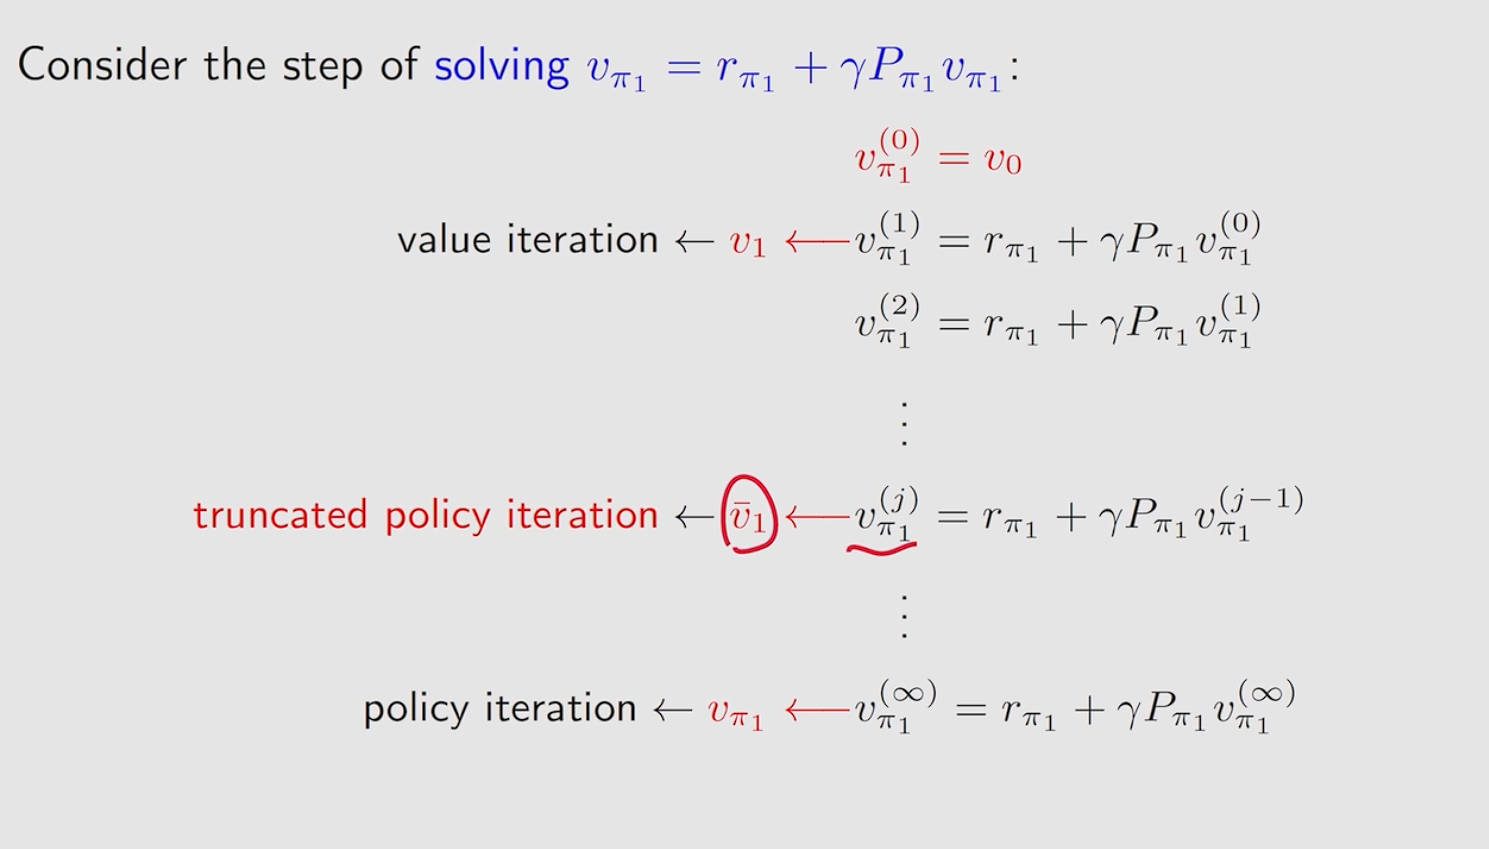 Consider the step of solving $v_{\pi_1} = r_{\pi_1} + \gamma P_{\pi_1} v_{\pi_1}$:
$v_{\pi_1}^{(0)} = v_0$
value iteration $\leftarrow v_1 \longleftarrow v_{\pi_1}^{(1)} = r_{\pi_1} + \gamma P_{\pi_1} v_{\pi_1}^{(0)}$
$v_{\pi_1}^{(2)} = r_{\pi_1} + \gamma P_{\pi_1} v_{\pi_1}^{(1)}$
$\vdots$
truncated policy iteration $\leftarrow \bar{v}_1 \longleftarrow v_{\pi_1}^{(j)} = r_{\pi_1} + \gamma P_{\pi_1} v_{\pi_1}^{(j-1)}$
$\vdots$
policy iteration $\leftarrow v_{\pi_1} \longleftarrow v_{\pi_1}^{(\infty)} = r_{\pi_1} + \gamma P_{\pi_1} v_{\pi_1}^{(\infty)}$